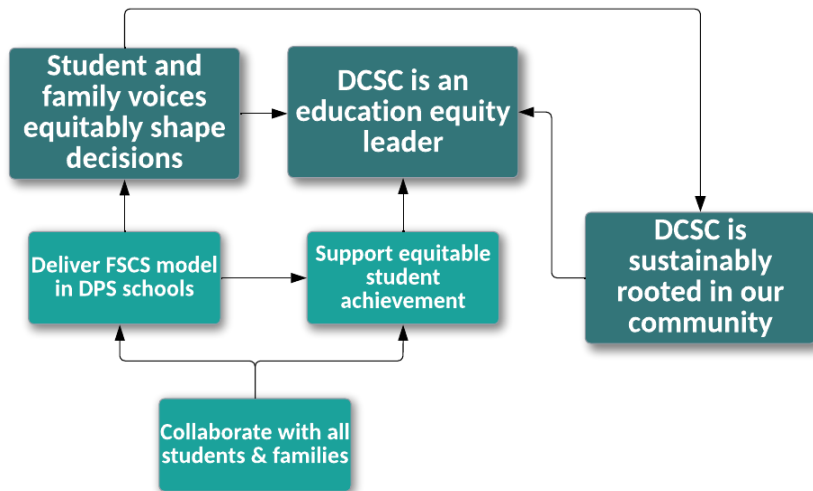 Student and
family voices
equitably shape
decisions
DCSC is an
education equity
leader
Deliver FSCS model
in DPS schools
Support equitable
student
achievement
DCSC is
sustainably
rooted in our
community
Collaborate with all
students & families